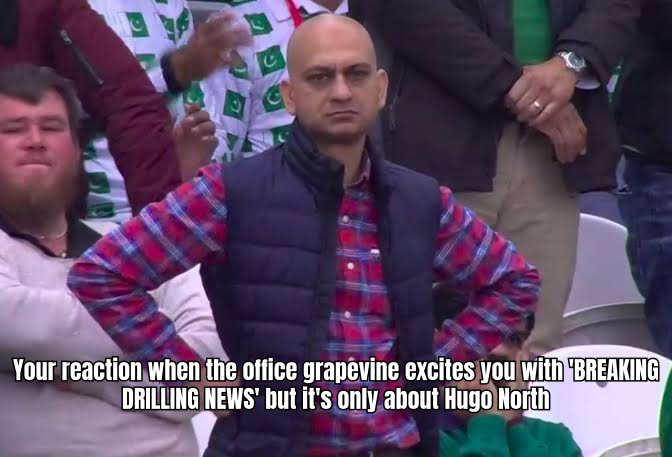 Your reaction when the office grapevine excites you with 'BREAKING
DRILLING NEWS' but it's only about Hugo North